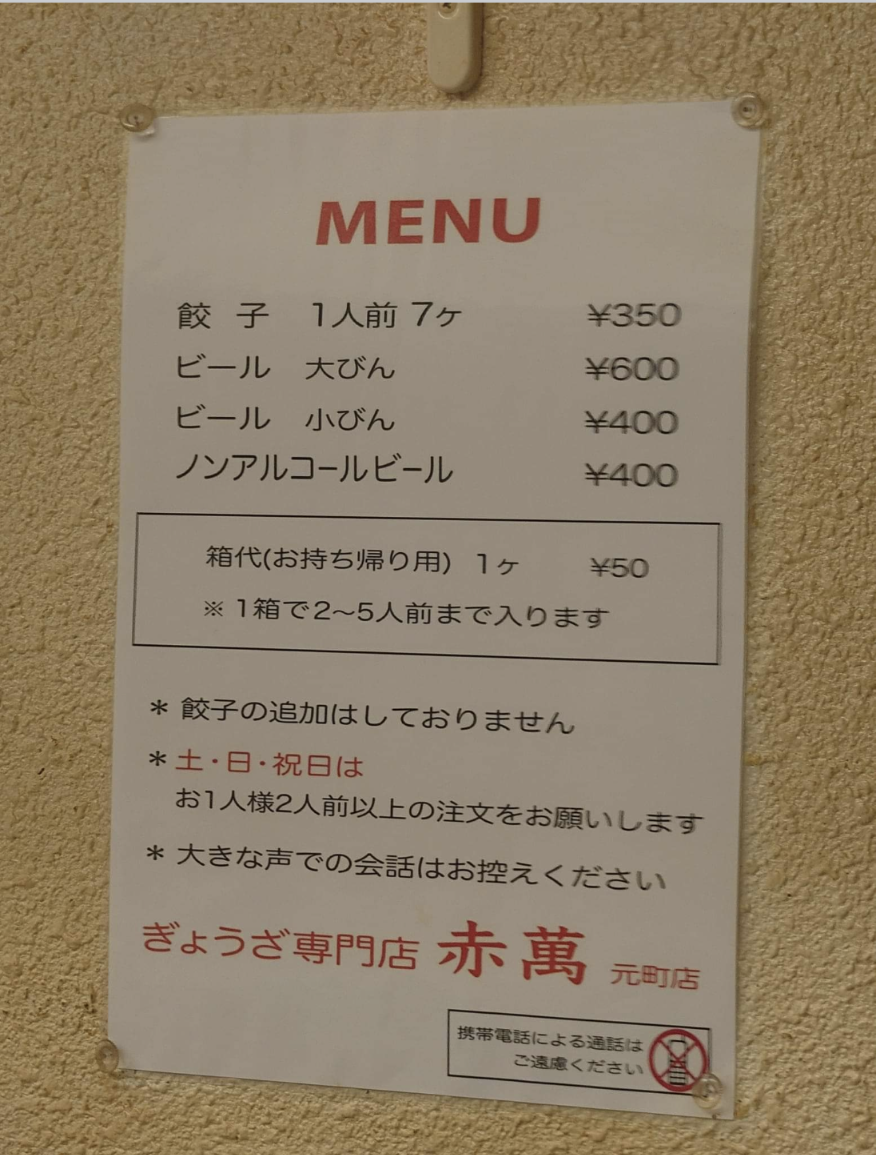 MENU
餃 子 1人前 7ヶ ¥350
ビール 大びん ¥600
ビール 小びん ¥400
ノンアルコールビール ¥400
箱代(お持ち帰り用) 1ヶ ¥50
※ 1箱で2〜5人前まで入ります
* 餃子の追加はしておりません
* 土・日・祝日は
お1人様2人前以上の注文をお願いします
* 大きな声での会話はお控えください
ぎょうざ専門店 赤萬 元町店
携帯電話による通話は
ご遠慮ください